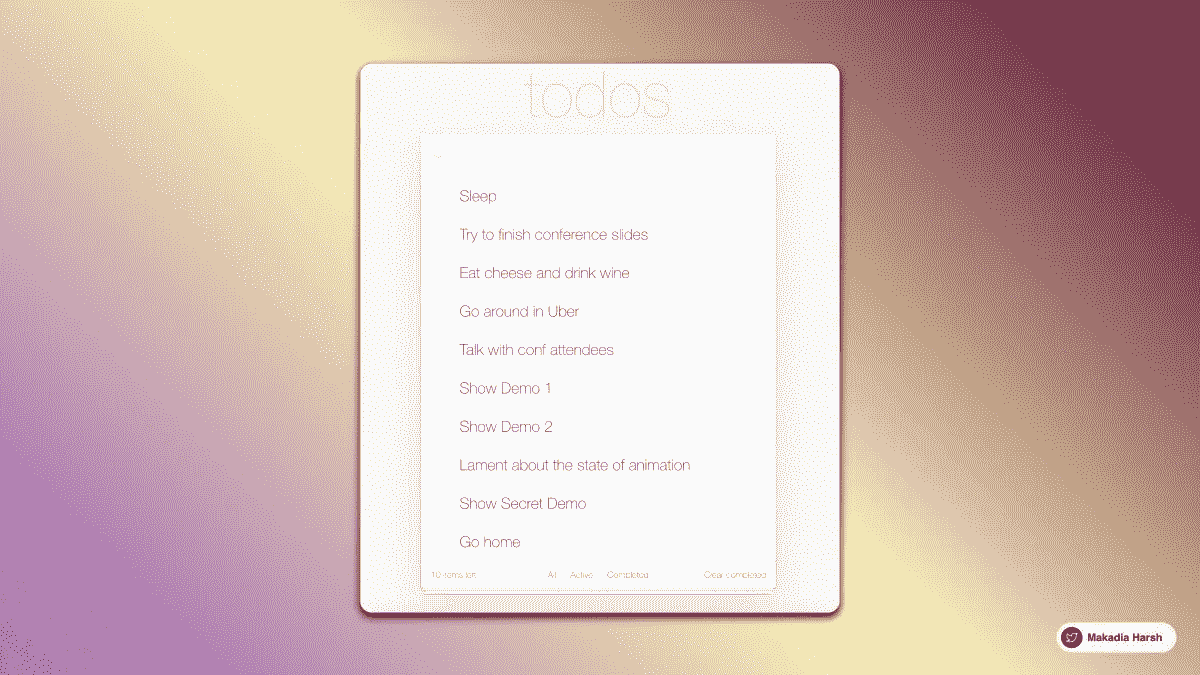 todos
Sleep
Try to finish conference slides
Eat cheese and drink wine
Go around in Uber
Talk with conf attendees
Show Demo 1
Show Demo 2
Lament about the state of animation
Show Secret Demo
Go home
10 items left All Active Completed Clear completed
Makadia Harsh